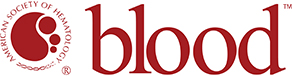 AMERICAN SOCIETY OF HEMATOLOGY
®
blood™